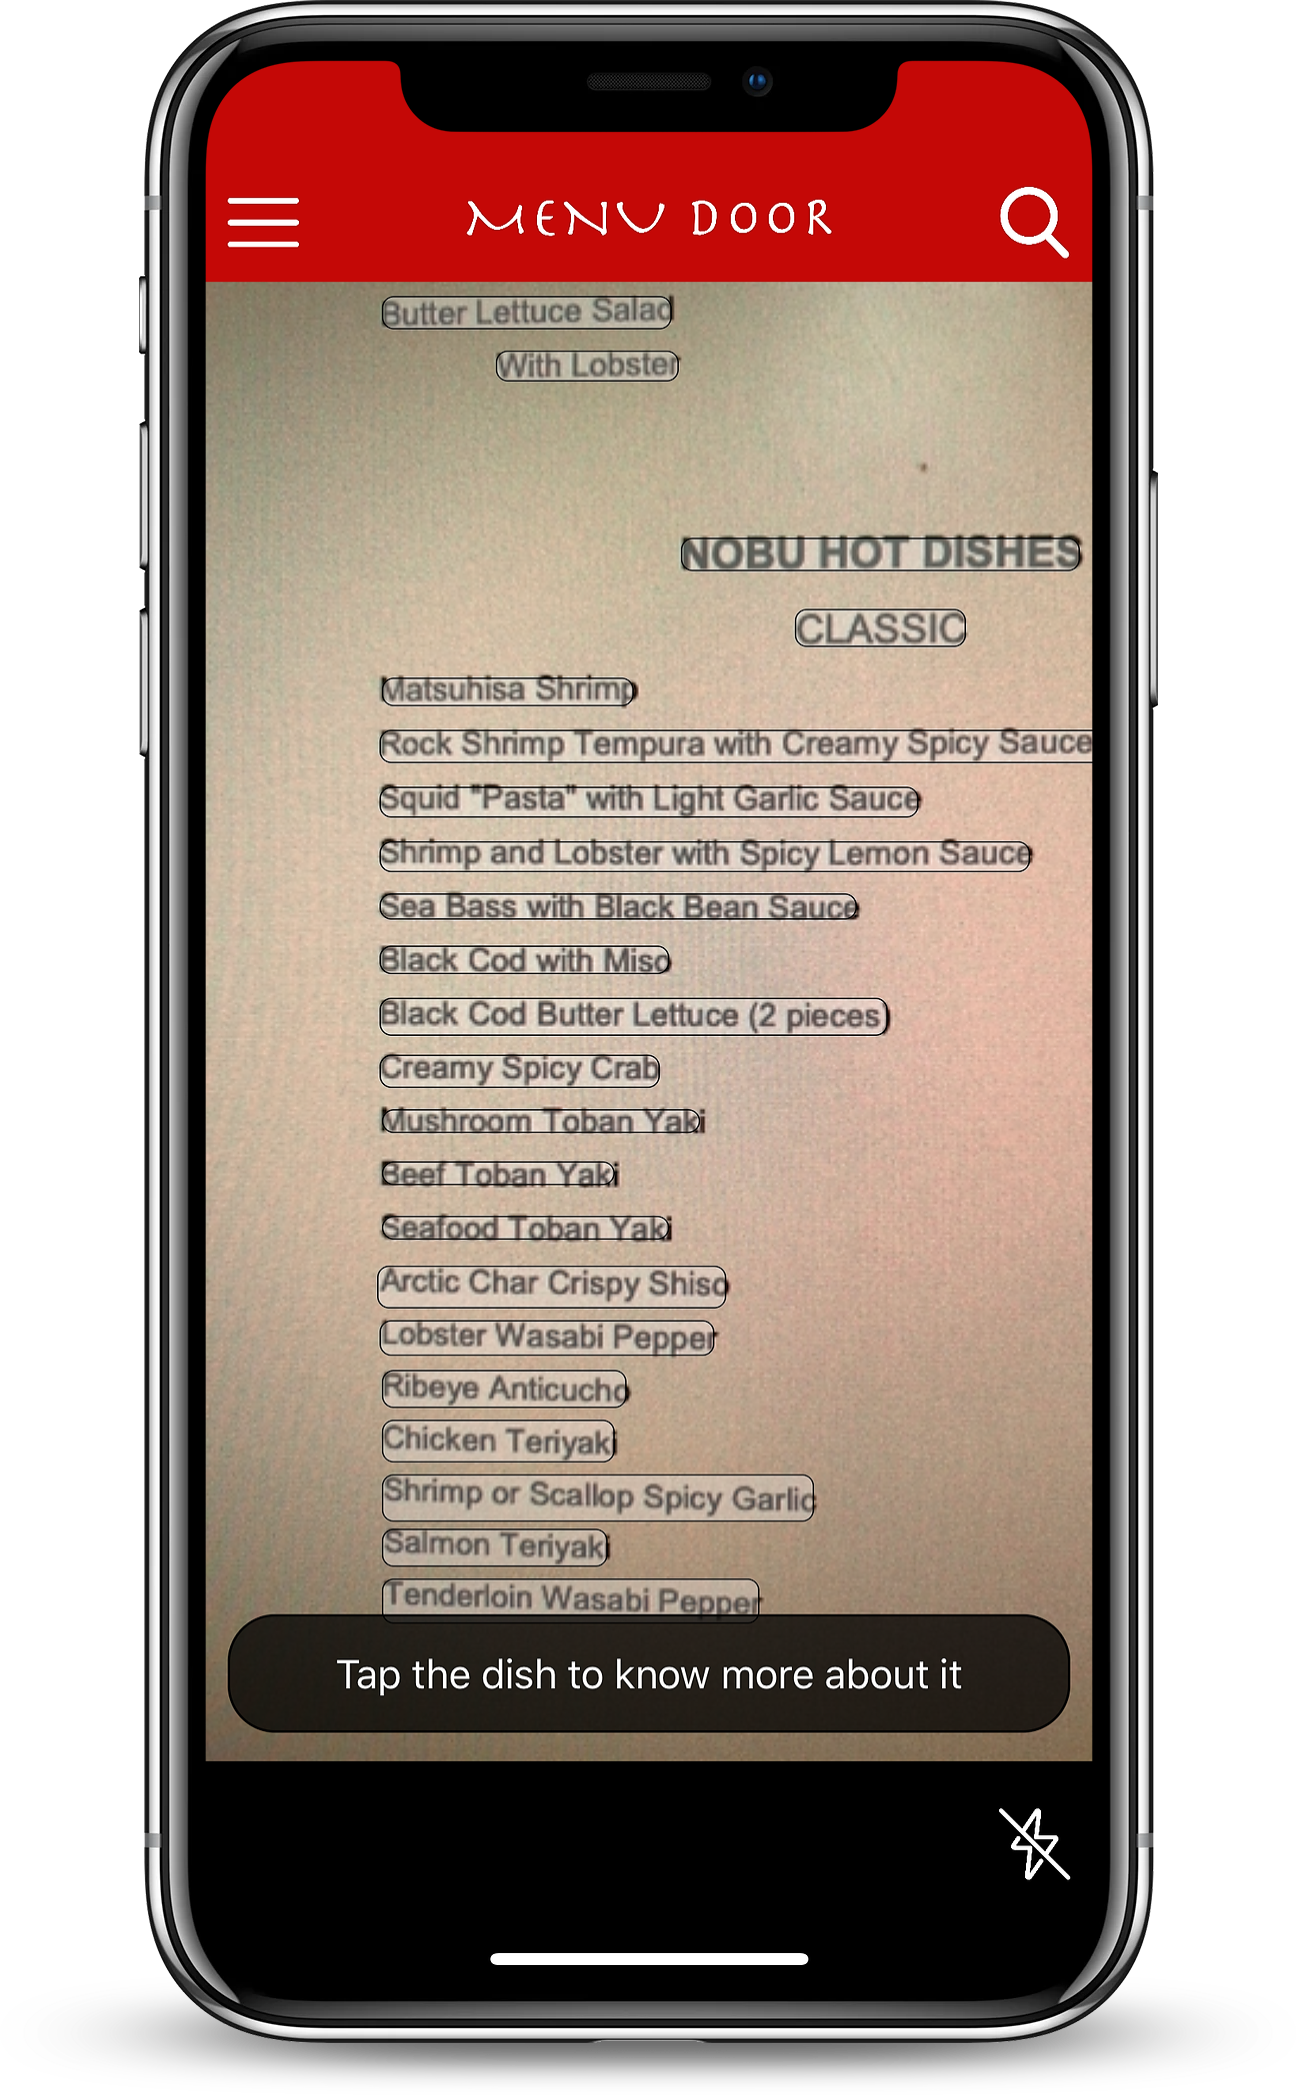 MENU DOOR
Butter Lettuce Salad
With Lobster
NOBU HOT DISHES
CLASSIC
Matsuhisa Shrimp
Rock Shrimp Tempura with Creamy Spicy Sauce
Squid "Pasta" with Light Garlic Sauce
Shrimp and Lobster with Spicy Lemon Sauce
Sea Bass with Black Bean Sauce
Black Cod with Miso
Black Cod Butter Lettuce (2 pieces)
Creamy Spicy Crab
Mushroom Toban Yaki
Beef Toban Yaki
Seafood Toban Yaki
Arctic Char Crispy Shiso
Lobster Wasabi Pepper
Ribeye Anticucho
Chicken Teriyaki
Shrimp or Scallop Spicy Garlic
Salmon Teriyaki
Tenderloin Wasabi Pepper
Tap the dish to know more about it